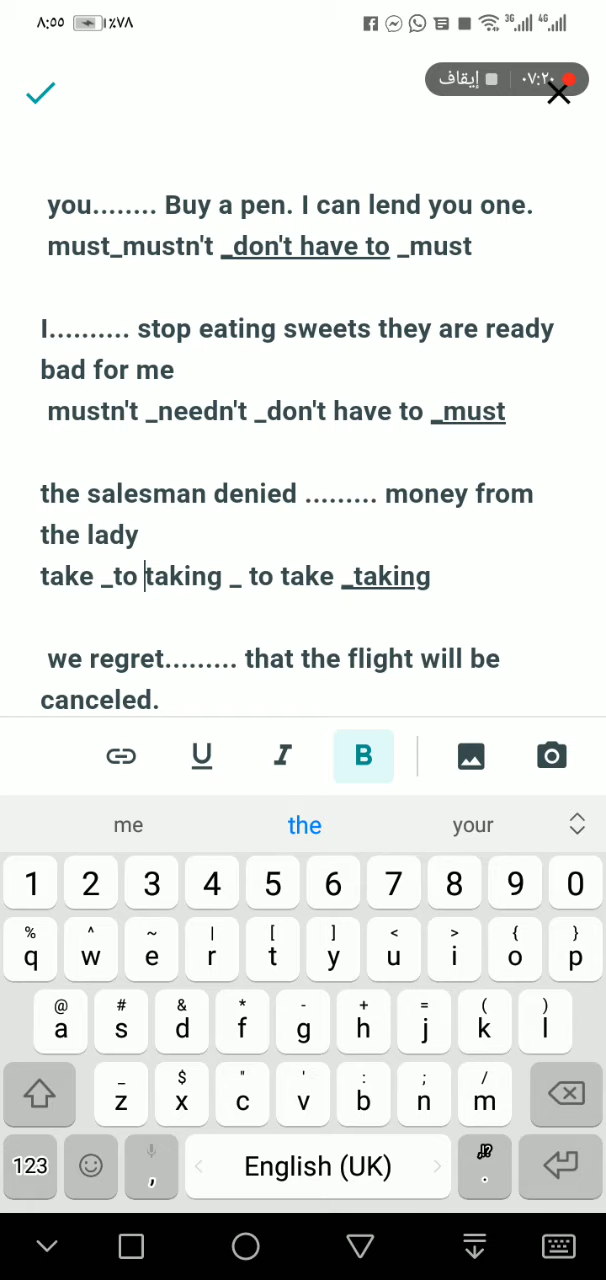 ٨:٥٥ ٪٧٨ 3G 4G
إيقاف ٠٧:٢٠
you........ Buy a pen. I can lend you one.
must_mustn't _don't have to _must
I.......... stop eating sweets they are ready
bad for me
mustn't _needn't _don't have to _must
the salesman denied ......... money from
the lady
take _to taking _ to take _taking
we regret......... that the flight will be
canceled.
U I B
me the your
1 2 3 4 5 6 7 8 9 0
% ^ ~ | [ ] < > { }
q w e r t y u i o p
@ # & * - + = ( )
a s d f g h j k l
_ $ " ' : ; /
z x c v b n m
123 , English (UK) .